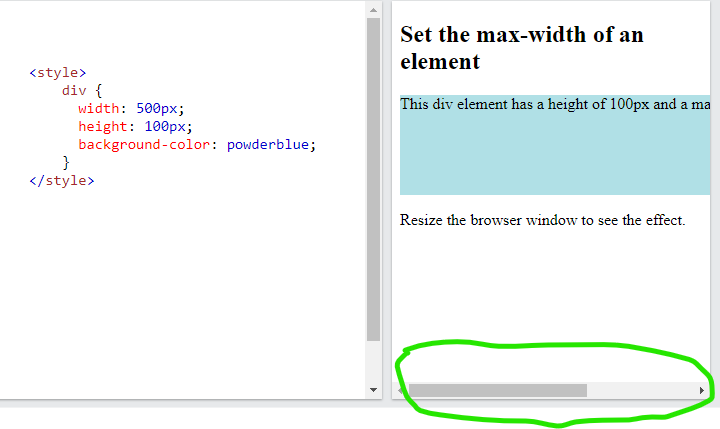 <style>
div {
width: 500px;
height: 100px;
background-color: powderblue;
}
</style>
Set the max-width of an
element
This div element has a height of 100px and a ma
Resize the browser window to see the effect.